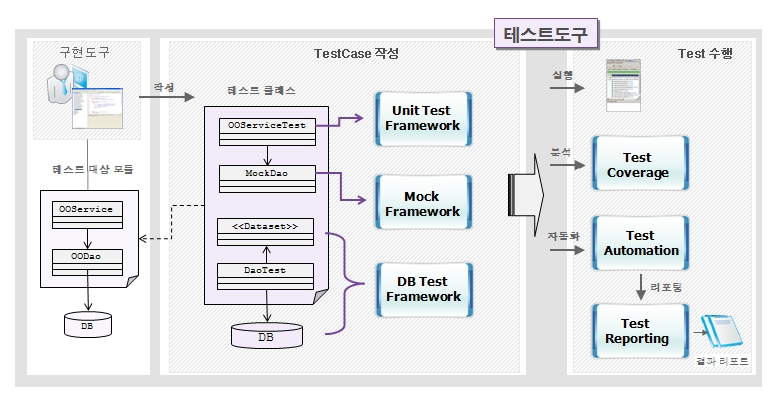 테스트도구
구현도구
TestCase 작성
Test 수행
작성
테스트 클래스
실행
OOServiceTest
Unit Test
Framework
MockDao
분석
Test
Coverage
테스트 대상 모듈
Mock
Framework
OOService
<<Dataset>>
자동화
Test
Automation
OODao
DaoTest
DB Test
Framework
리포팅
DB
DB
Test
Reporting
결과 리포트